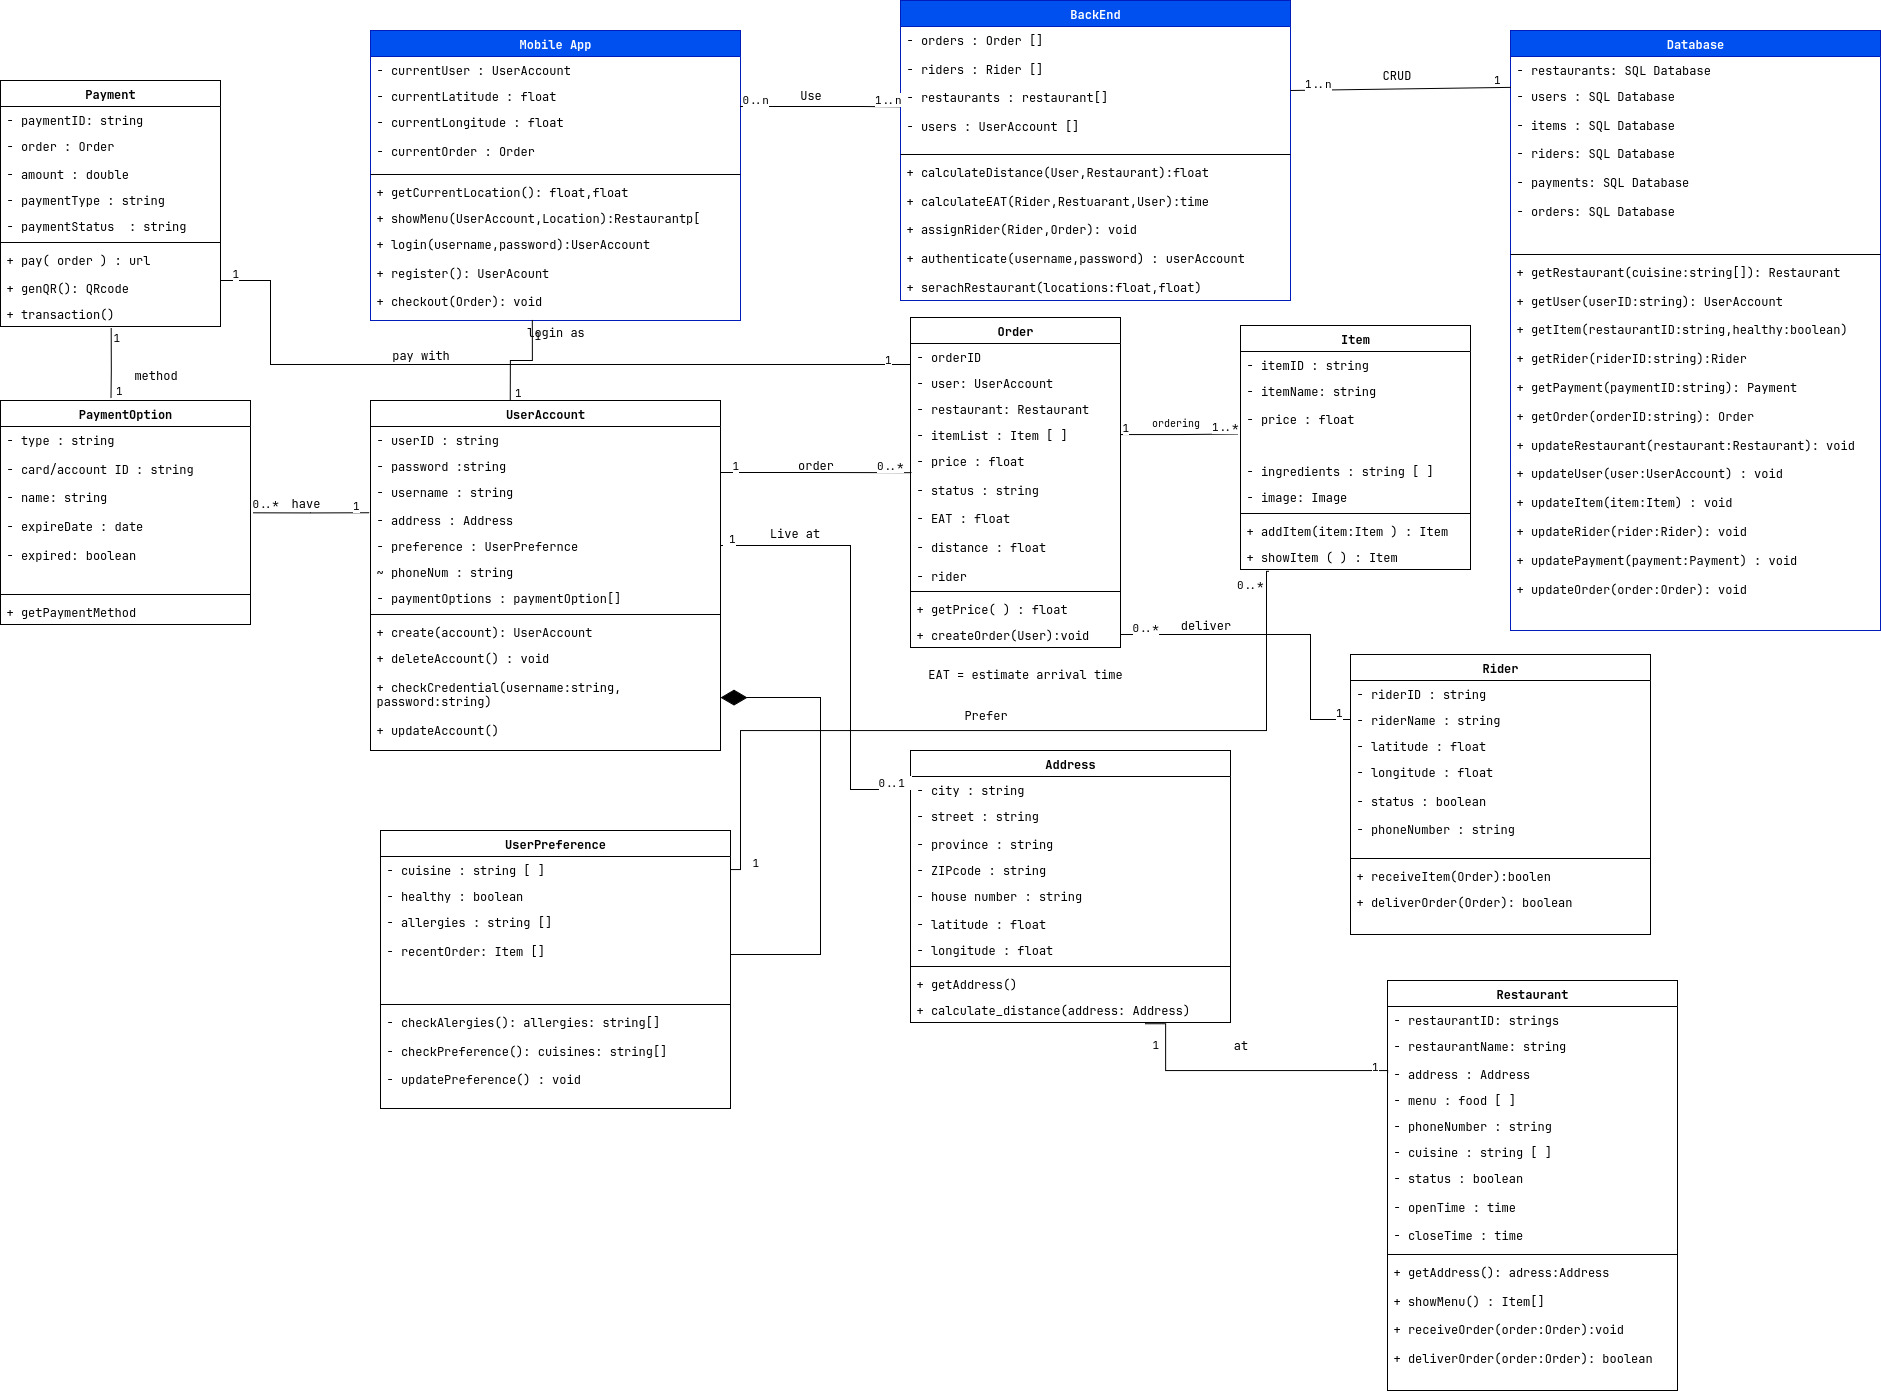 BackEnd
- orders : Order []
- riders : Rider []
- restaurants : restaurant[]
- users : UserAccount []
+ calculateDistance(User,Restaurant):float
+ calculateEAT(Rider,Restuarant,User):time
+ assignRider(Rider,Order): void
+ authenticate(username,password) : userAccount
+ serachRestaurant(locations:float,float)
Mobile App
- currentUser : UserAccount
- currentLatitude : float
- currentLongitude : float
- currentOrder : Order
+ getCurrentLocation(): float,float
+ showMenu(UserAccount,Location):Restaurantp[
+ login(username,password):UserAccount
+ register(): UserAcount
+ checkout(Order): void
0..n
Use
1..n
1..n
CRUD
1
Database
- restaurants: SQL Database
- users : SQL Database
- items : SQL Database
- riders: SQL Database
- payments: SQL Database
- orders: SQL Database
+ getRestaurant(cuisine:string[]): Restaurant
+ getUser(userID:string): UserAccount
+ getItem(restaurantID:string,healthy:boolean)
+ getRider(riderID:string):Rider
+ getPayment(paymentID:string): Payment
+ getOrder(orderID:string): Order
+ updateRestaurant(restaurant:Restaurant): void
+ updateUser(user:UserAccount) : void
+ updateItem(item:Item) : void
+ updateRider(rider:Rider): void
+ updatePayment(payment:Payment) : void
+ updateOrder(order:Order): void
Payment
- paymentID: string
- order : Order
- amount : double
- paymentType : string
- paymentStatus  : string
+ pay( order ) : url
+ genQR(): QRcode
+ transaction()
1
1
method
1
login as
1
1
pay with
1
PaymentOption
- type : string
- card/account ID : string
- name: string
- expireDate : date
- expired: boolean
+ getPaymentMethod
0..*
have
1
UserAccount
- userID : string
- password :string
- username : string
- address : Address
- preference : UserPrefernce
~ phoneNum : string
- paymentOptions : paymentOption[]
+ create(account): UserAccount
+ deleteAccount() : void
+ checkCredential(username:string,
password:string)
+ updateAccount()
1
order
0..*
1
Live at
0..1
Order
- orderID
- user: UserAccount
- restaurant: Restaurant
- itemList : Item [ ]
- price : float
- status : string
- EAT : float
- distance : float
- rider
+ getPrice( ) : float
+ createOrder(User):void
EAT = estimate arrival time
1
ordering
1..*
Item
- itemID : string
- itemName: string
- price : float
- ingredients : string [ ]
- image: Image
+ addItem(item:Item ) : Item
+ showItem ( ) : Item
0..*
0..*
deliver
1
Prefer
1
Rider
- riderID : string
- riderName : string
- latitude : float
- longitude : float
- status : boolean
- phoneNumber : string
+ receiveItem(Order):boolen
+ deliverOrder(Order): boolean
Address
- city : string
- street : string
- province : string
- ZIPcode : string
- house number : string
- latitude : float
- longitude : float
+ getAddress()
+ calculate_distance(address: Address)
UserPreference
- cuisine : string [ ]
- healthy : boolean
- allergies : string []
- recentOrder: Item []
- checkAlergies(): allergies: string[]
- checkPreference(): cuisines: string[]
- updatePreference() : void
1
at
1
Restaurant
- restaurantID: strings
- restaurantName: string
- address : Address
- menu : food [ ]
- phoneNumber : string
- cuisine : string [ ]
- status : boolean
- openTime : time
- closeTime : time
+ getAddress(): adress:Address
+ showMenu() : Item[]
+ receiveOrder(order:Order):void
+ deliverOrder(order:Order): boolean